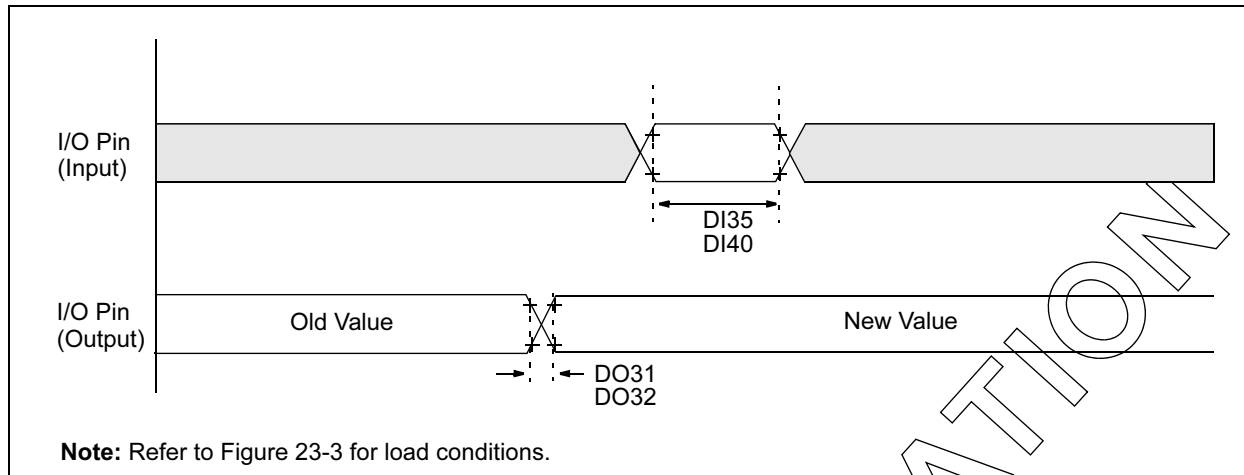 I/O Pin
(Input)
DI35
DI40
I/O Pin
(Output)
Old Value
New Value
DO31
DO32
Note: Refer to Figure 23-3 for load conditions.
ATION